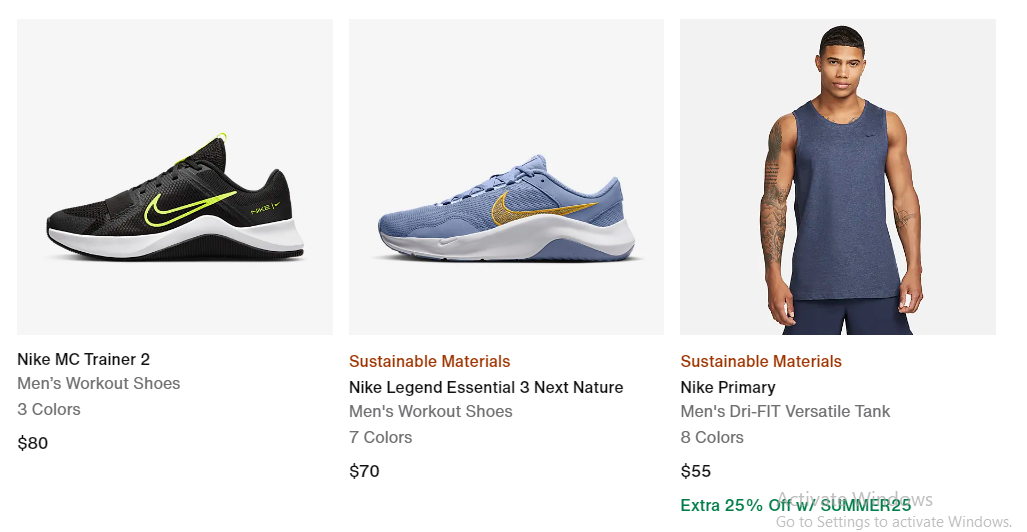 Nike MC Trainer 2
Men's Workout Shoes
3 Colors
$80
Sustainable Materials
Nike Legend Essential 3 Next Nature
Men's Workout Shoes
7 Colors
$70
Sustainable Materials
Nike Primary
Men's Dri-FIT Versatile Tank
8 Colors
$55
Extra 25% Off w/ SUMMER25
Activate Windows
Go to Settings to activate Windows.